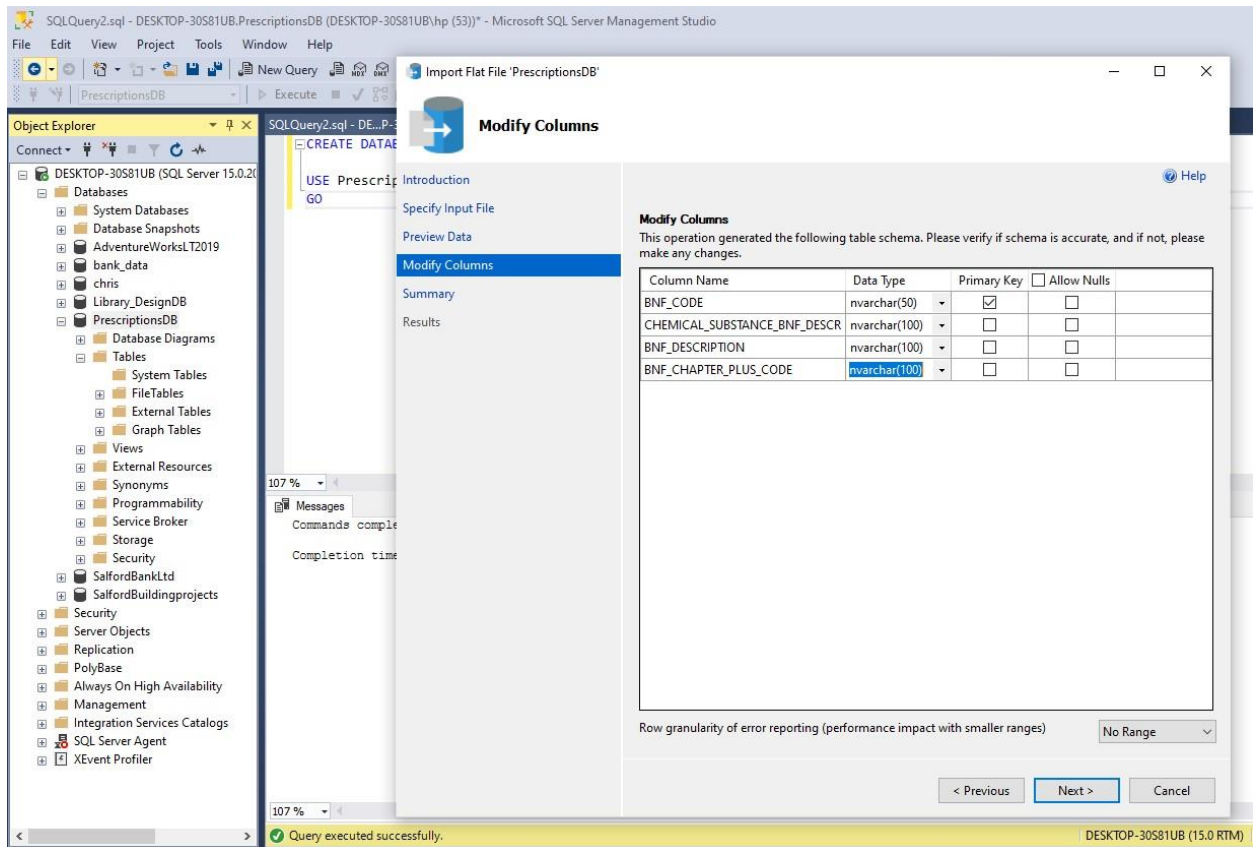 SQLQuery2.sql - DESKTOP-30S81UB.PrescriptionsDB (DESKTOP-30S81UB\hp (53))* - Microsoft SQL Server Management Studio
File Edit View Project Tools Window Help
New Query
PrescriptionsDB Execute
Object Explorer
Connect
DESKTOP-30S81UB (SQL Server 15.0.20
Databases
System Databases
Database Snapshots
AdventureWorksLT2019
bank_data
chris
Library_DesignDB
PrescriptionsDB
Database Diagrams
Tables
System Tables
FileTables
External Tables
Graph Tables
Views
External Resources
Synonyms
Programmability
Service Broker
Storage
Security
SalfordBankLtd
SalfordBuildingprojects
Security
Server Objects
Replication
PolyBase
Always On High Availability
Management
Integration Services Catalogs
SQL Server Agent
XEvent Profiler
SQLQuery2.sql - DE...P-3
CREATE DATAB
USE Prescrip
GO
107 %
Messages
Commands comple
Completion time
107 %
Query executed successfully.
DESKTOP-30S81UB (15.0 RTM)
Import Flat File 'PrescriptionsDB'
Modify Columns
Introduction
Specify Input File
Preview Data
Modify Columns
Summary
Results
Help
Modify Columns
This operation generated the following table schema. Please verify if schema is accurate, and if not, please
make any changes.
Column Name Data Type Primary Key Allow Nulls
BNF_CODE nvarchar(50)
CHEMICAL_SUBSTANCE_BNF_DESCR nvarchar(100)
BNF_DESCRIPTION nvarchar(100)
BNF_CHAPTER_PLUS_CODE nvarchar(100)
Row granularity of error reporting (performance impact with smaller ranges) No Range
< Previous Next > Cancel